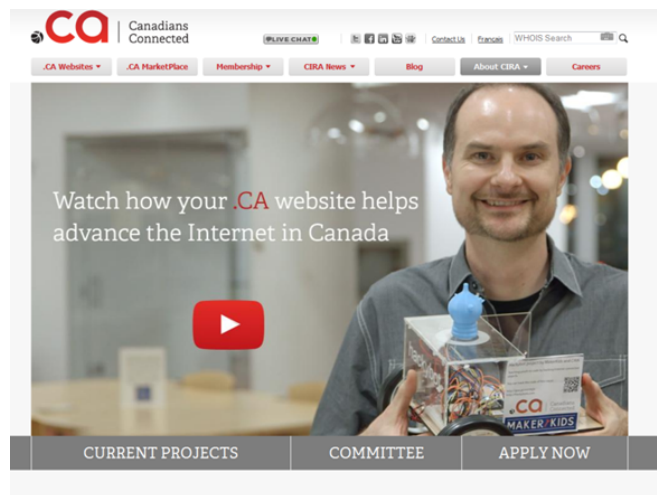 .ca
Canadians
Connected
LIVE CHAT
Contact Us
Français
WHOIS Search
.CA Websites
.CA MarketPlace
Membership
CIRA News
Blog
About CIRA
Careers
Watch how your .CA website helps
advance the Internet in Canada
.ca
MAKER KIDS
CURRENT PROJECTS
COMMITTEE
APPLY NOW